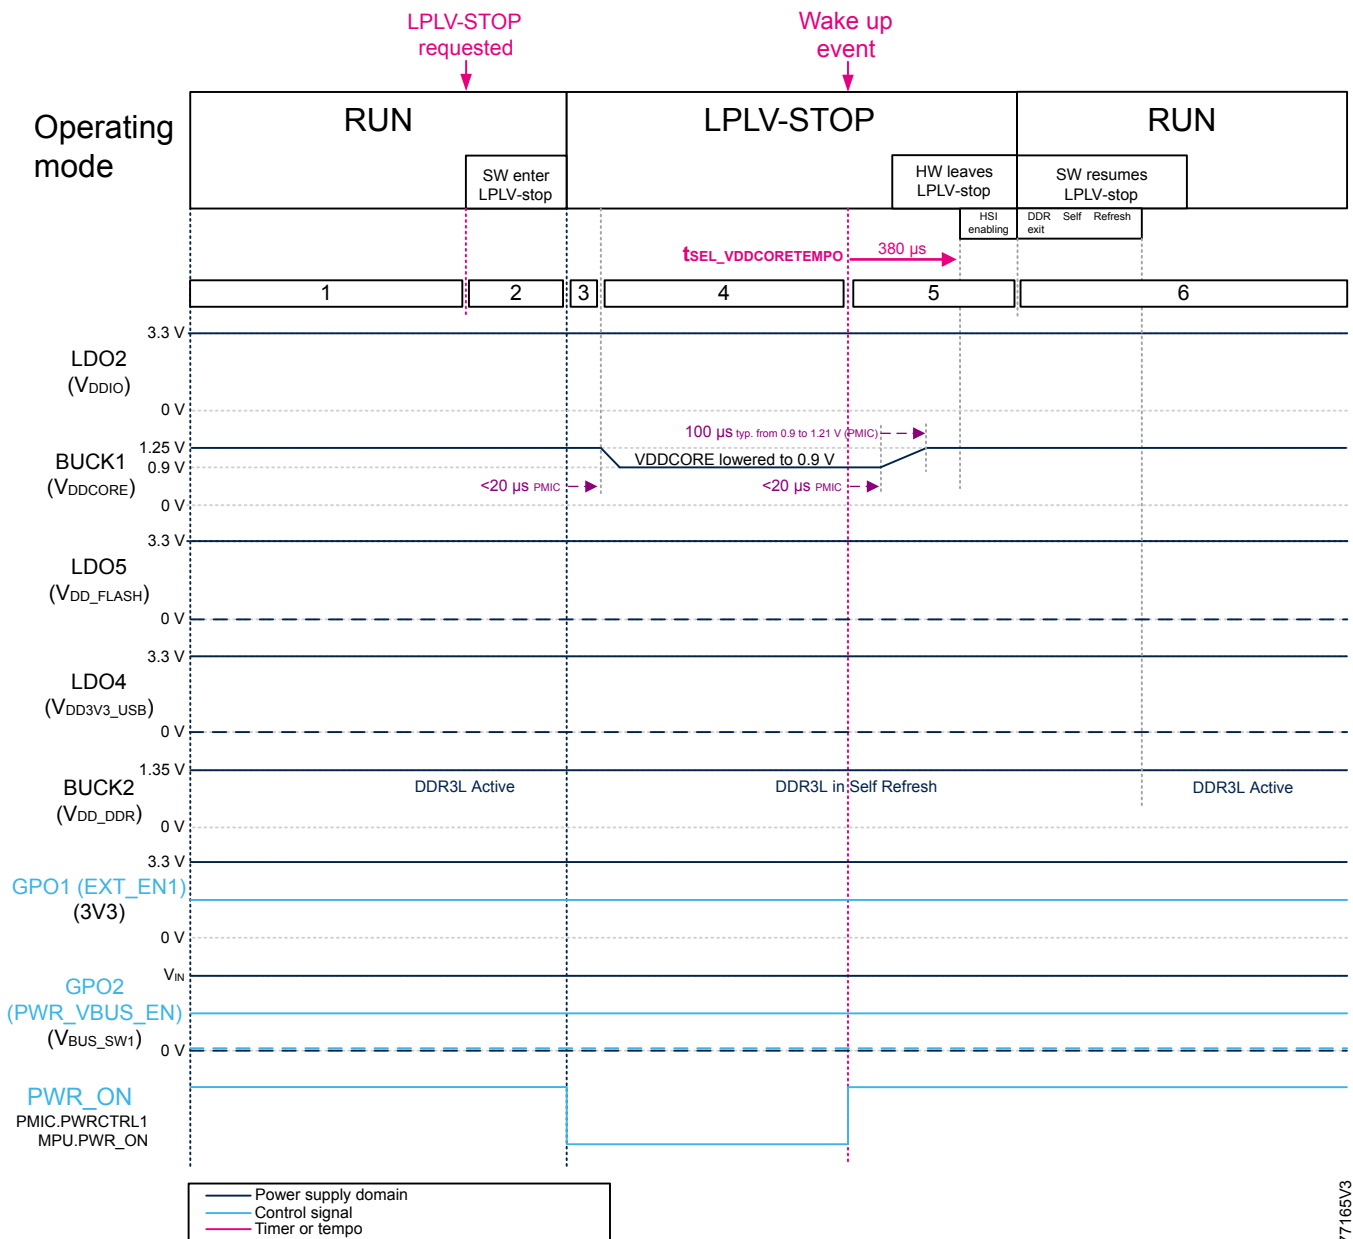 LPLV-STOP
requested
Wake up
event
Operating
mode
RUN
LPLV-STOP
RUN
SW enter
LPLV-stop
HW leaves
LPLV-stop
SW resumes
LPLV-stop
HSI
enabling
DDR Self Refresh
exit
tSEL_VDDCORETEMPO
380 µs
1
2
3
4
5
6
3.3 V
LDO2
(VDDIO)
0 V
100 µs typ. from 0.9 to 1.21 V (PMIC)
1.25 V
BUCK1
0.9 V
VDDCORE lowered to 0.9 V
(VDDCORE)
<20 µs PMIC
<20 µs PMIC
0 V
3.3 V
LDO5
(VDD_FLASH)
0 V
3.3 V
LDO4
(VDD3V3_USB)
0 V
1.35 V
BUCK2
(VDD_DDR)
DDR3L Active
DDR3L in Self Refresh
DDR3L Active
0 V
3.3 V
GPO1 (EXT_EN1)
(3V3)
0 V
VIN
GPO2
(PWR_VBUS_EN)
(VBUS_SW1)
0 V
PWR_ON
PMIC.PWRCTRL1
MPU.PWR_ON
Power supply domain
Control signal
Timer or tempo